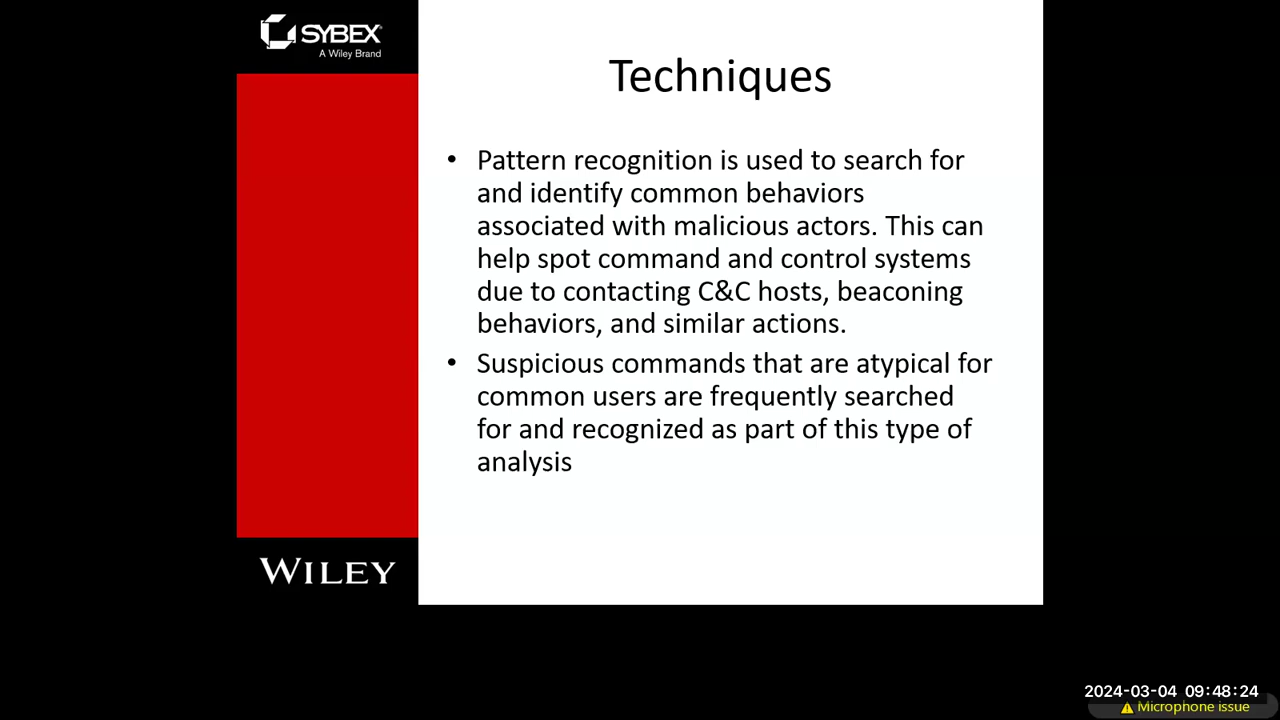 SYBEX
A Wiley Brand
Techniques
• Pattern recognition is used to search for
and identify common behaviors
associated with malicious actors. This can
help spot command and control systems
due to contacting C&C hosts, beaconing
behaviors, and similar actions.
• Suspicious commands that are atypical for
common users are frequently searched
for and recognized as part of this type of
analysis
WILEY
2024-03-04 09:48:24
Microphone issue